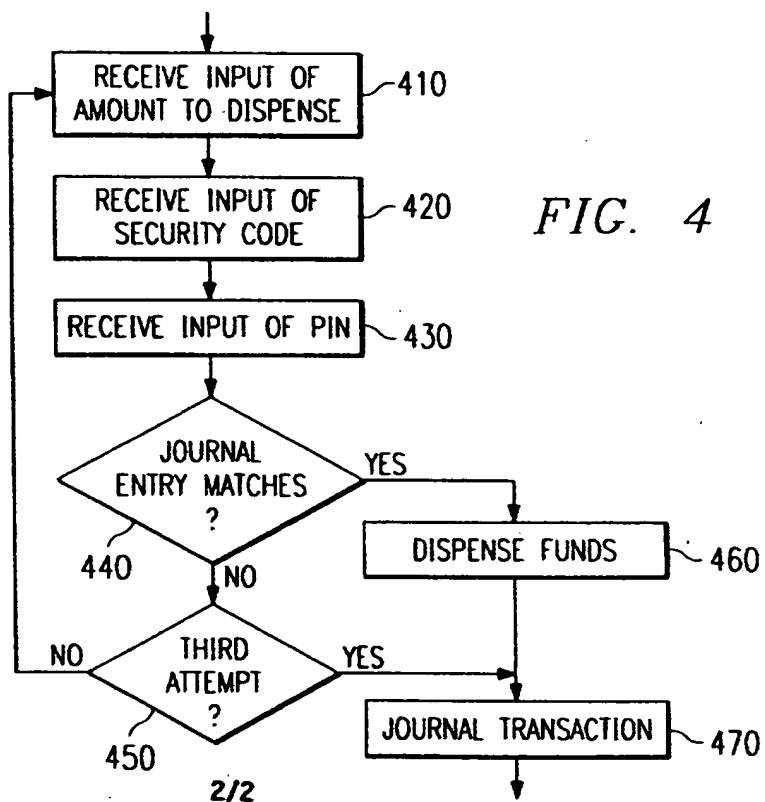 RECEIVE INPUT OF
AMOUNT TO DISPENSE
410
RECEIVE INPUT OF
SECURITY CODE
420
FIG. 4
RECEIVE INPUT OF PIN
430
JOURNAL
ENTRY MATCHES
?
YES
440
NO
DISPENSE FUNDS
460
THIRD
ATTEMPT
?
NO
YES
450
JOURNAL TRANSACTION
470
2/2